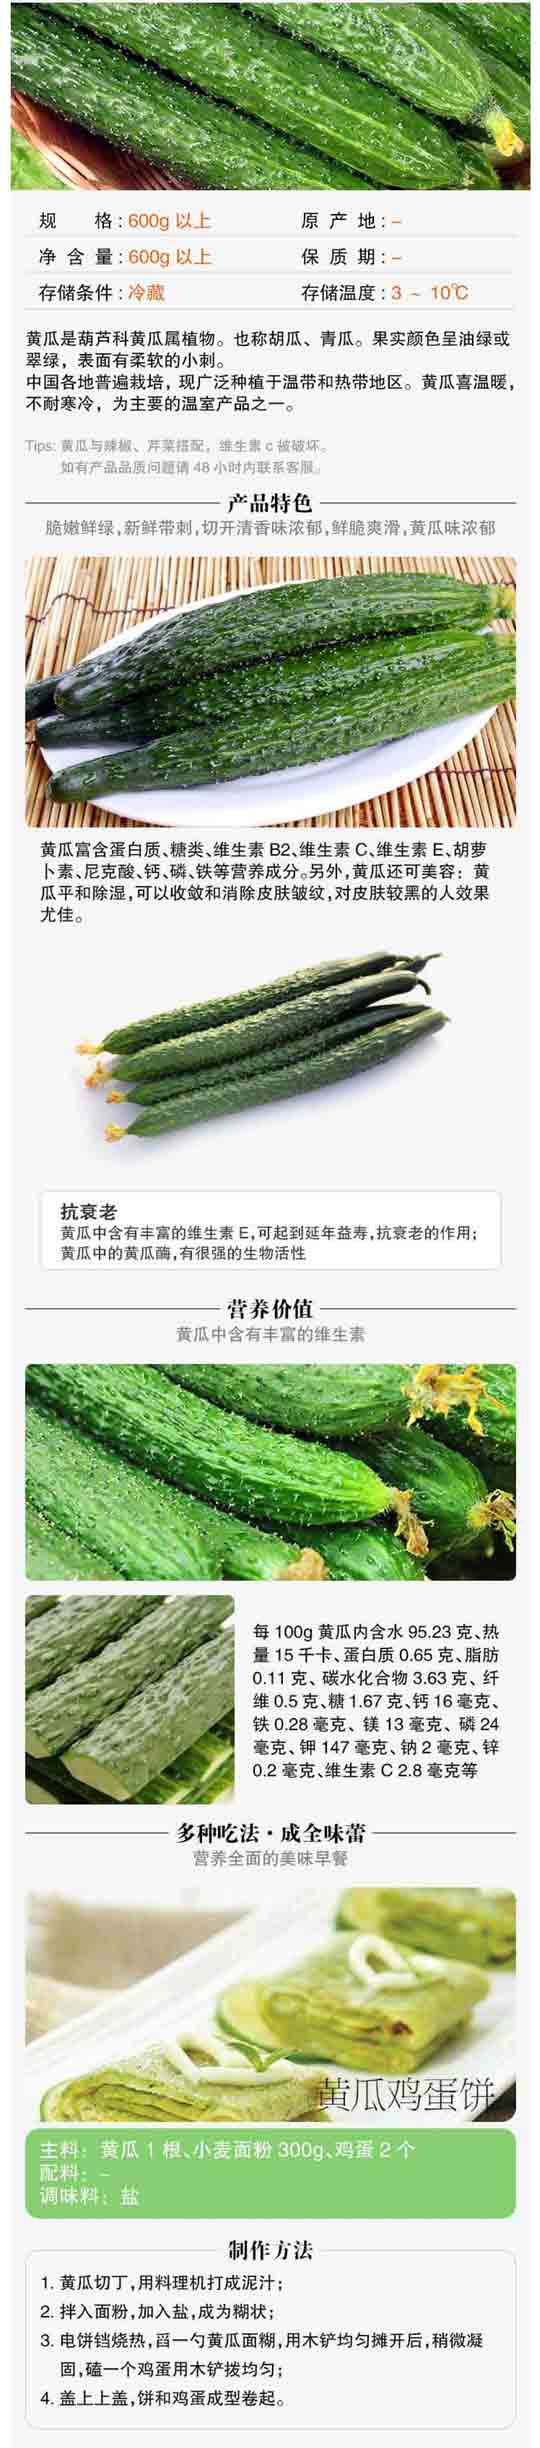 规 格：600g 以上 原 产 地：–
净 含 量：600g 以上 保 质 期：–
存储条件：冷藏 存储温度：3 ~ 10℃
黄瓜是葫芦科黄瓜属植物。也称胡瓜、青瓜。果实颜色呈油绿或
翠绿，表面有柔软的小刺。
中国各地普遍栽培，现广泛种植于温带和热带地区。黄瓜喜温暖，
不耐寒冷，为主要的温室产品之一。
Tips: 黄瓜与辣椒、芹菜搭配，维生素 c 被破坏。
如有产品品质问题请 48 小时内联系客服。
产品特色
脆嫩鲜绿,新鲜带刺,切开清香味浓郁,鲜脆爽滑,黄瓜味浓郁
黄瓜富含蛋白质、糖类、维生素 B2、维生素 C、维生素 E、胡萝
卜素、尼克酸、钙、磷、铁等营养成分。另外,黄瓜还可美容：黄
瓜平和除湿,可以收敛和消除皮肤皱纹,对皮肤较黑的人效果
尤佳。
抗衰老
黄瓜中含有丰富的维生素 E,可起到延年益寿,抗衰老的作用；
黄瓜中的黄瓜酶,有很强的生物活性
营养价值
黄瓜中含有丰富的维生素
每 100g 黄瓜内含水 95.23 克、热
量 15 千卡、蛋白质 0.65 克、脂肪
0.11 克、碳水化合物 3.63 克、纤
维 0.5 克、糖 1.67 克、钙 16 毫克、
铁 0.28 毫克、镁 13 毫克、磷 24
毫克、钾 147 毫克、钠 2 毫克、锌
0.2 毫克、维生素 C 2.8 毫克等
多种吃法·成全味蕾
营养全面的美味早餐
黄瓜鸡蛋饼
主料：黄瓜 1 根、小麦面粉 300g、鸡蛋 2 个
配料：–
调味料：盐
制作方法
1. 黄瓜切丁,用料理机打成泥汁；
2. 拌入面粉,加入盐,成为糊状；
3. 电饼铛烧热,舀一勺黄瓜面糊,用木铲均匀摊开后,稍微凝
固,磕一个鸡蛋用木铲拨均匀；
4. 盖上上盖,饼和鸡蛋成型卷起。